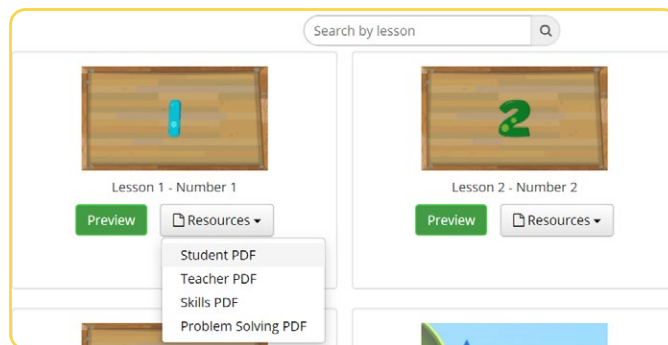 Search by lesson
1
2
Lesson 1 - Number 1
Lesson 2 - Number 2
Preview
Resources
Preview
Resources
Student PDF
Teacher PDF
Skills PDF
Problem Solving PDF